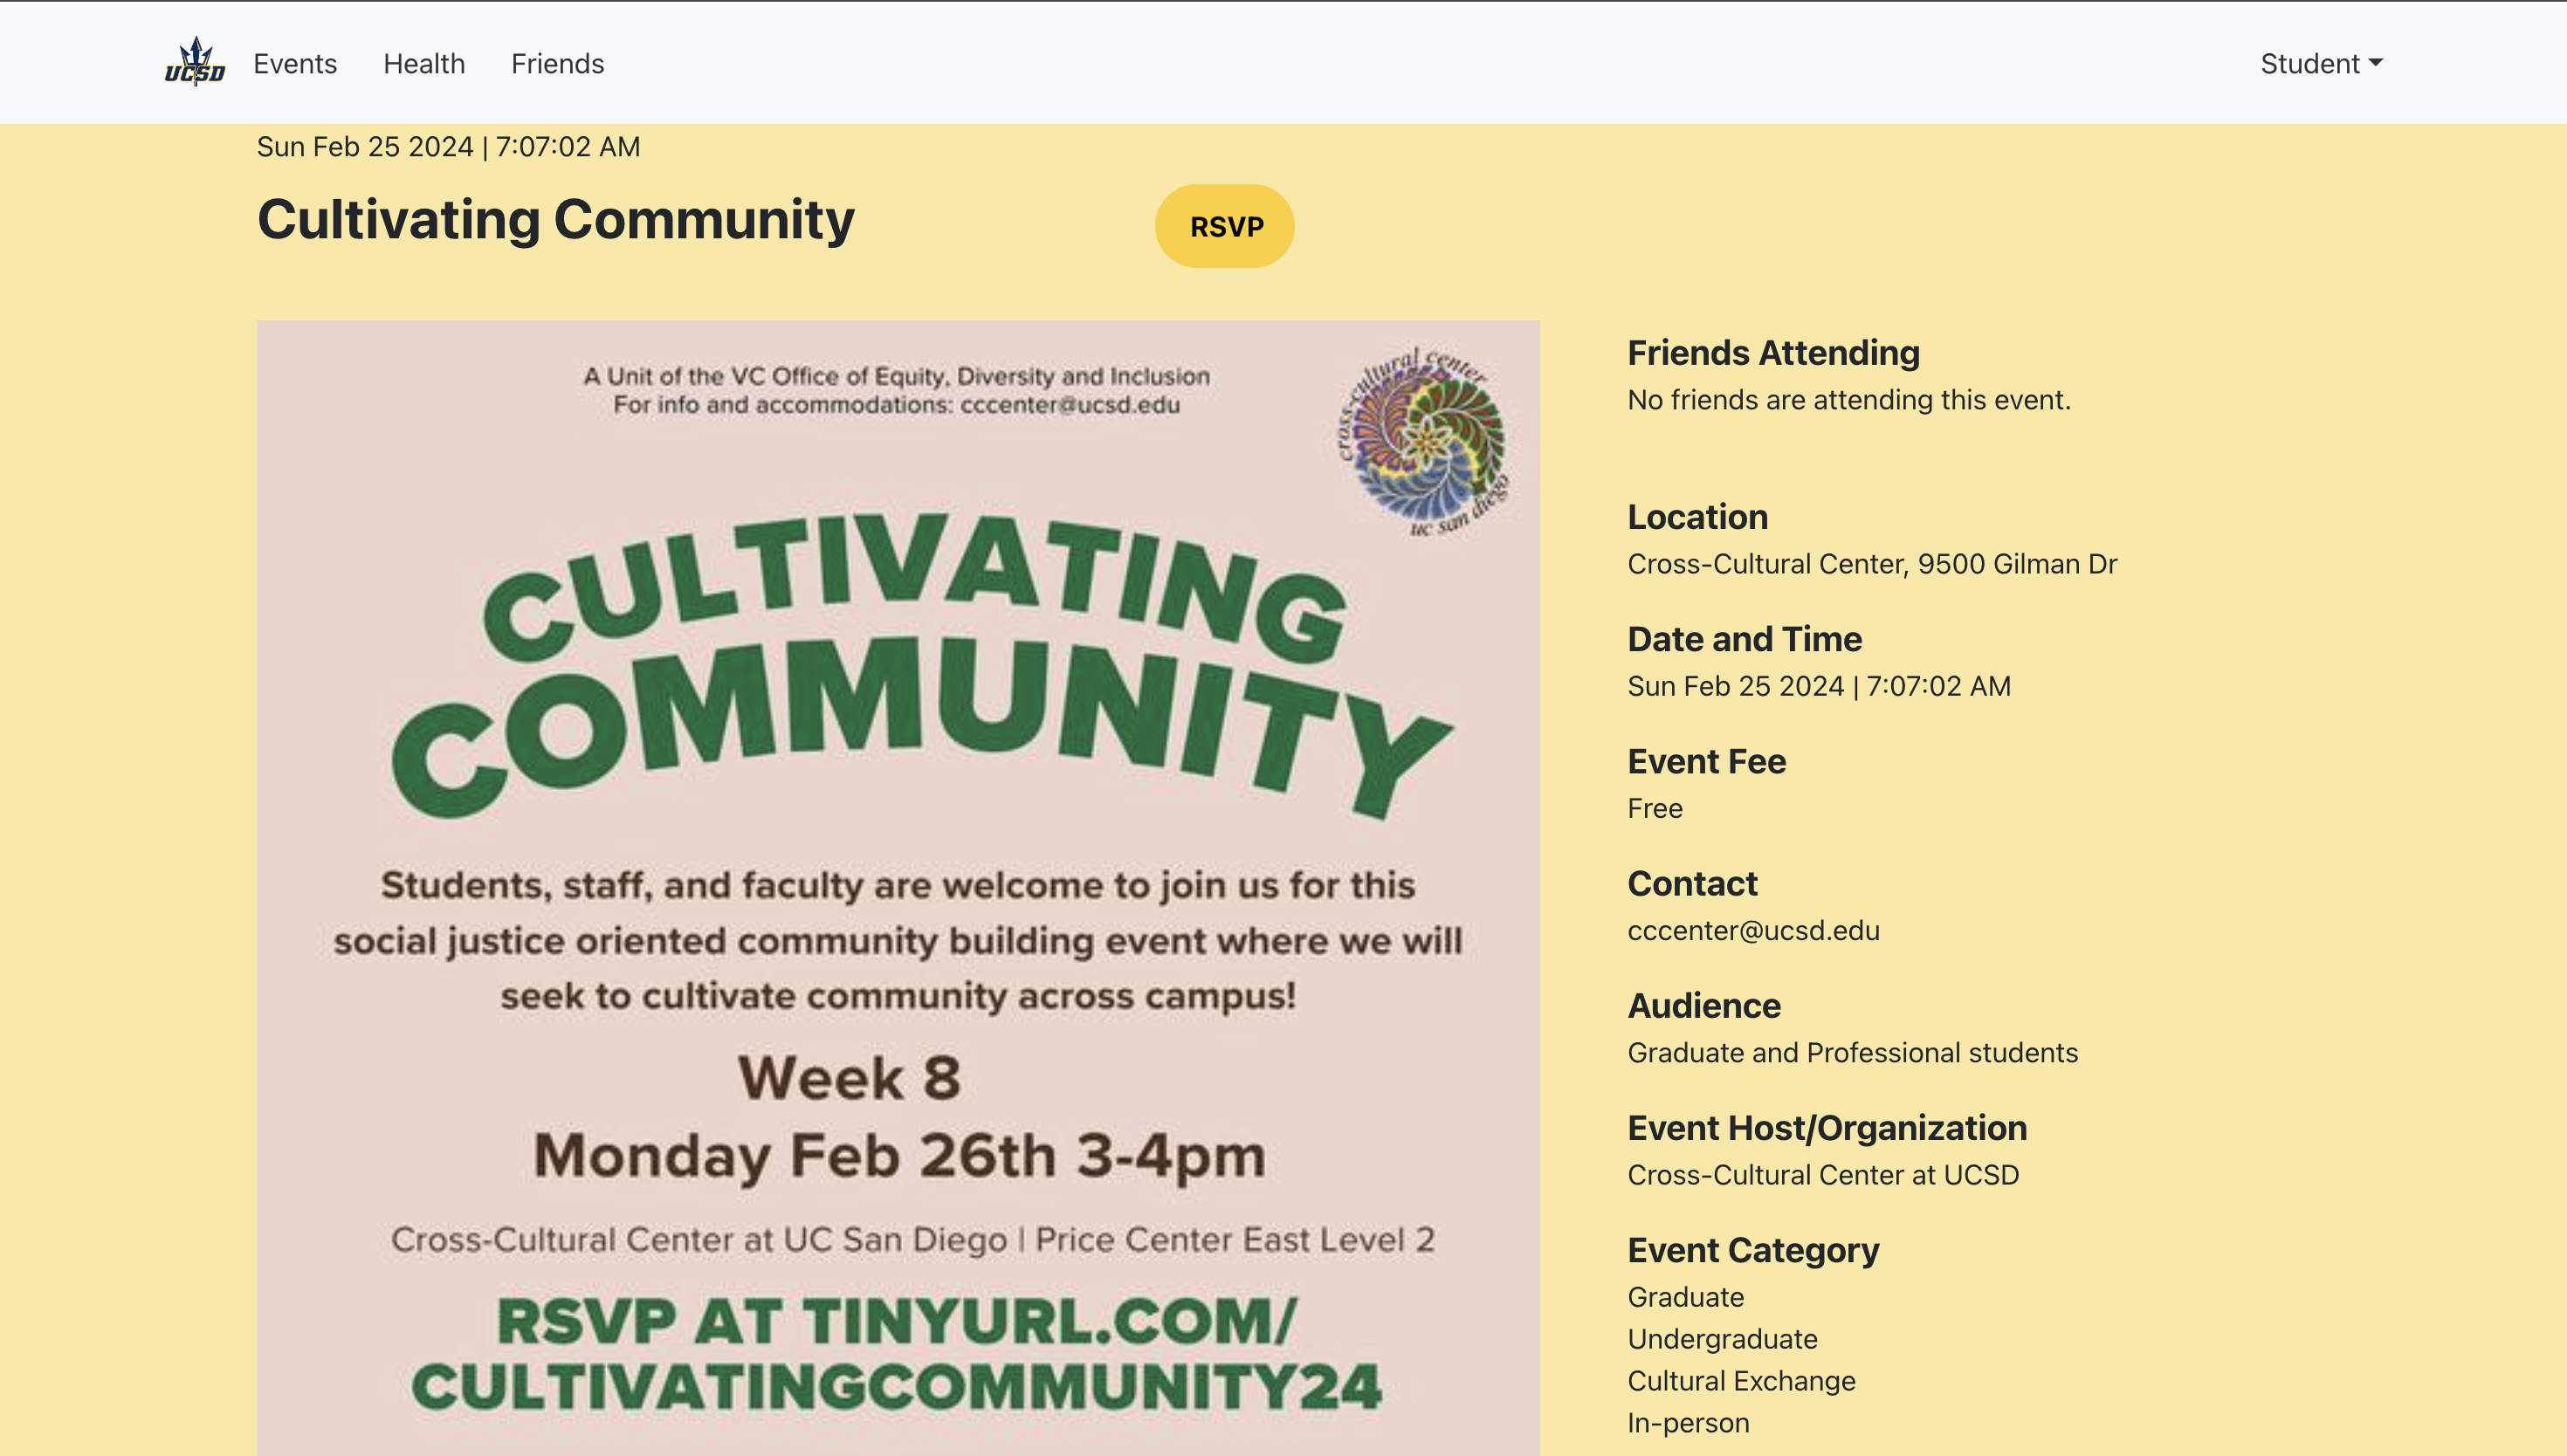 UCSD Events Health Friends Student
Sun Feb 25 2024 | 7:07:02 AM
Cultivating Community
RSVP
A Unit of the VC Office of Equity, Diversity and Inclusion
For info and accommodations: cccenter@ucsd.edu
cross-cultural center
uc san diego
CULTIVATING
COMMUNITY
Students, staff, and faculty are welcome to join us for this
social justice oriented community building event where we will
seek to cultivate community across campus!
Week 8
Monday Feb 26th 3-4pm
Cross-Cultural Center at UC San Diego | Price Center East Level 2
RSVP AT TINYURL.COM/
CULTIVATINGCOMMUNITY24
Friends Attending
No friends are attending this event.
Location
Cross-Cultural Center, 9500 Gilman Dr
Date and Time
Sun Feb 25 2024 | 7:07:02 AM
Event Fee
Free
Contact
cccenter@ucsd.edu
Audience
Graduate and Professional students
Event Host/Organization
Cross-Cultural Center at UCSD
Event Category
Graduate
Undergraduate
Cultural Exchange
In-person